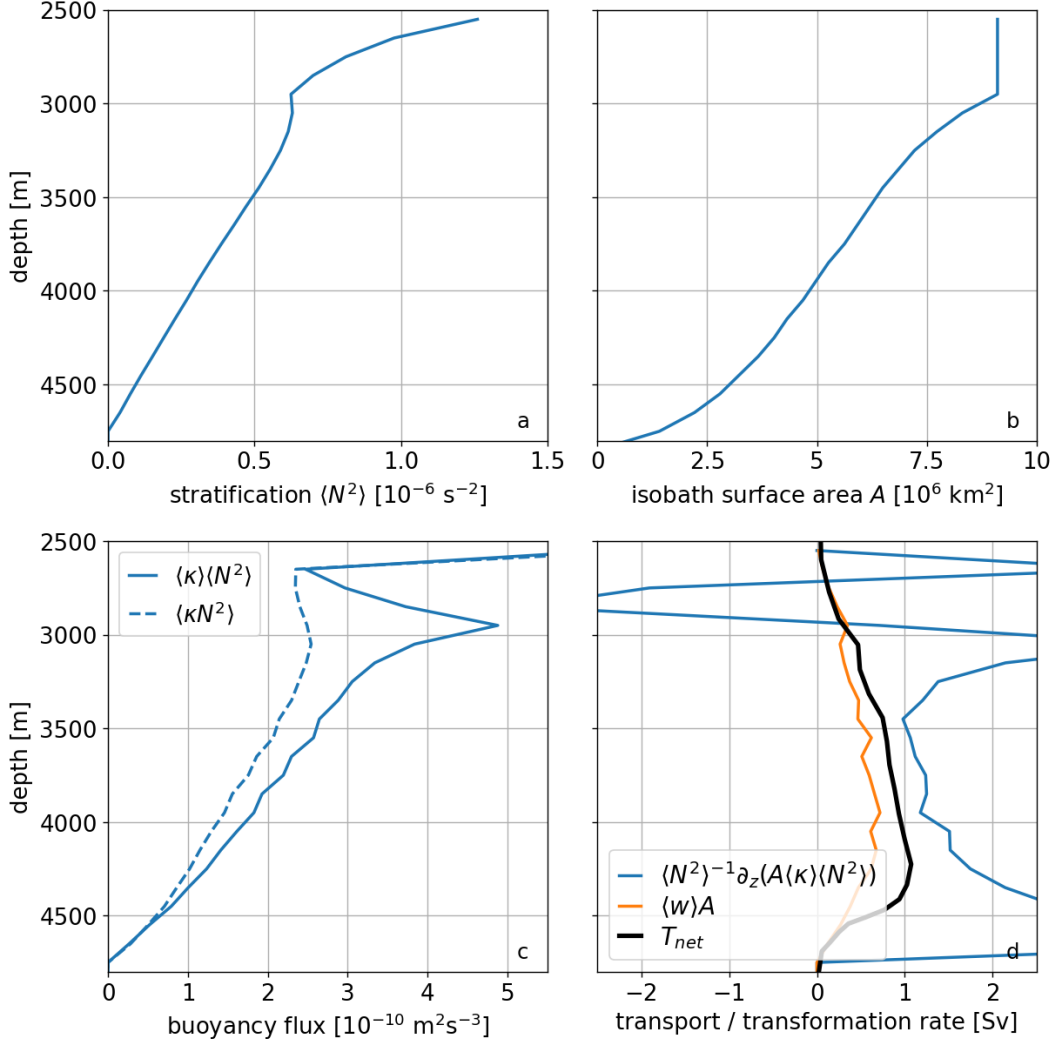 2500
3000
3500
4000
4500
depth [m]
0.0 0.5 1.0 1.5
stratification ⟨N²⟩ [10⁻⁶ s⁻²]
a
0 2.5 5 7.5 10
isobath surface area A [10⁶ km²]
b
2500
3000
3500
4000
4500
depth [m]
⟨κ⟩⟨N²⟩
⟨κN²⟩
c
0 1 2 3 4 5
buoyancy flux [10⁻¹⁰ m²s⁻³]
⟨N²⟩⁻¹∂_z(A⟨κ⟩⟨N²⟩)
⟨w⟩A
T_net
d
−2 −1 0 1 2
transport / transformation rate [Sv]